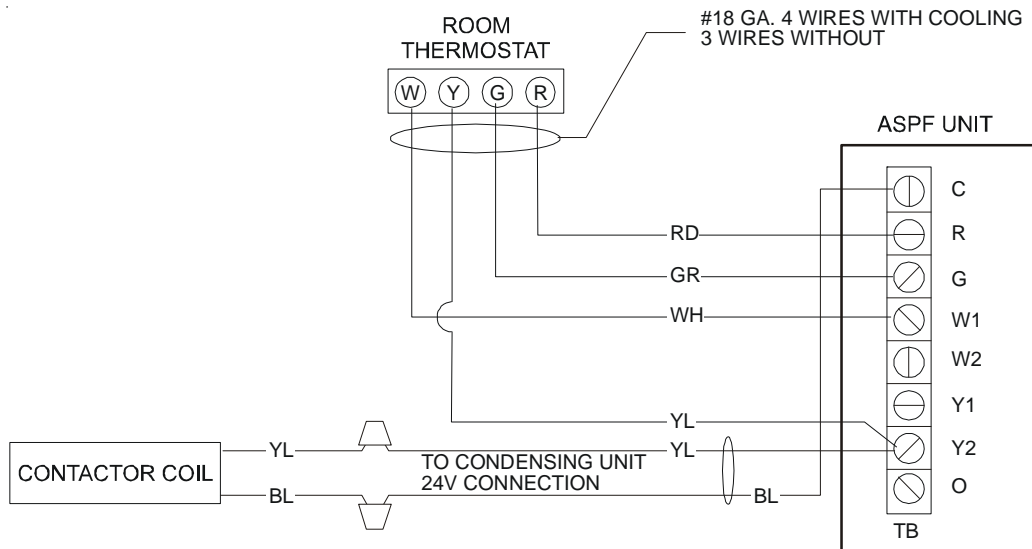 #18 GA. 4 WIRES WITH COOLING
3 WIRES WITHOUT
ROOM
THERMOSTAT
W Y G R
ASPF UNIT
C
RD
R
GR
G
WH
W1
W2
Y1
YL
YL
YL
Y2
CONTACTOR COIL
TO CONDENSING UNIT
24V CONNECTION
BL
BL
O
TB